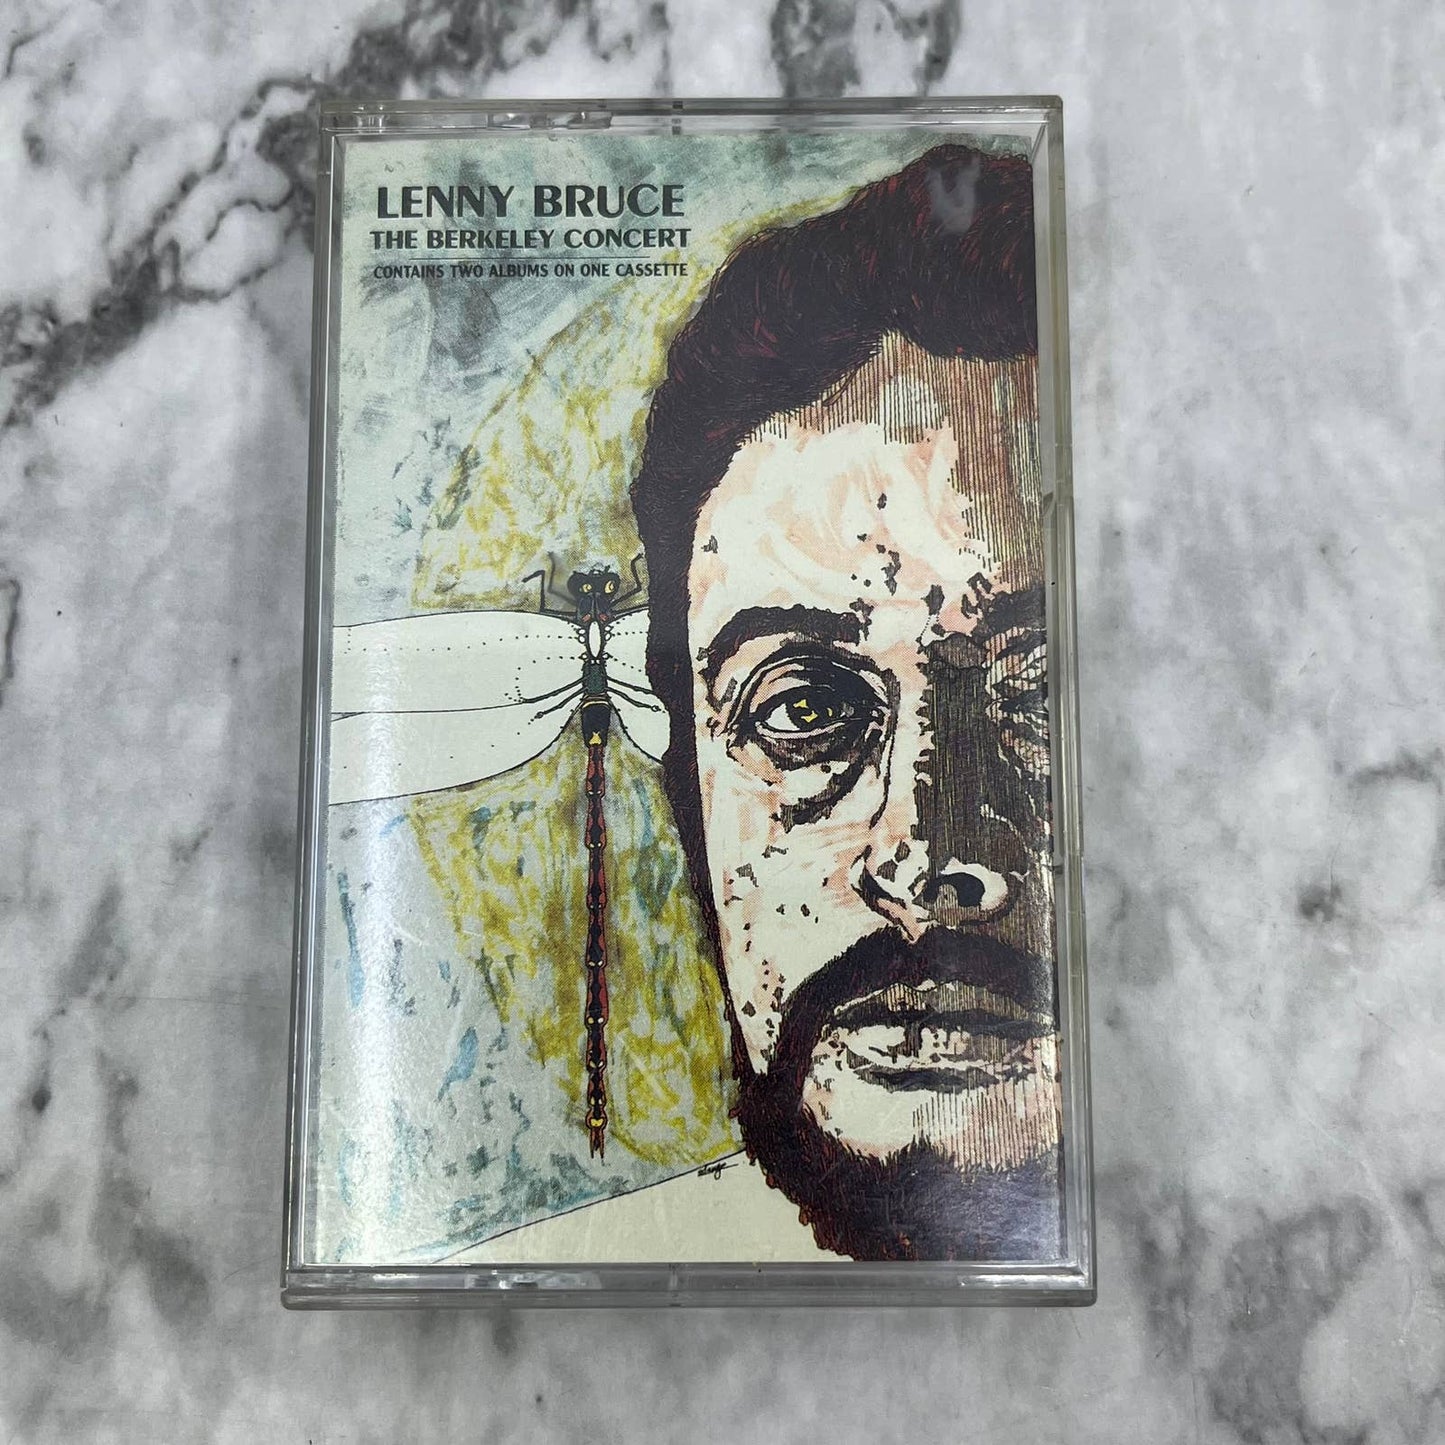 LENNY BRUCE
THE BERKELEY CONCERT
CONTAINS TWO ALBUMS ON ONE CASSETTE